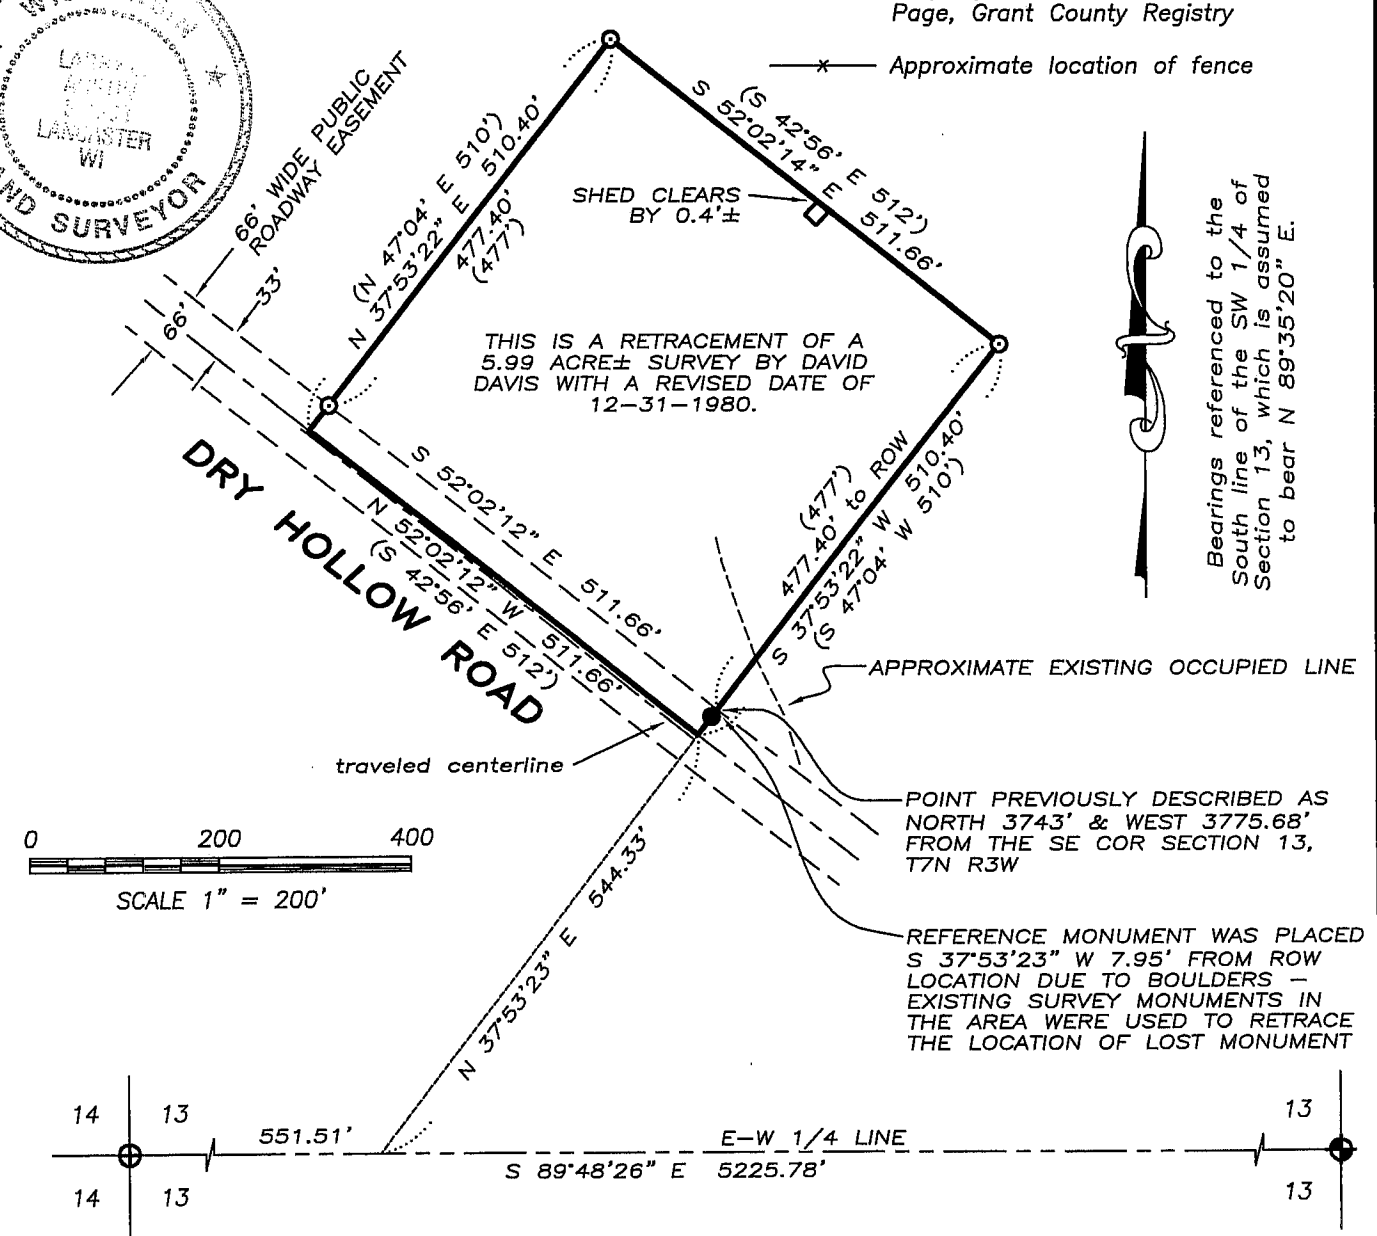 Page, Grant County Registry
Approximate location of fence
LANCASTER
WI
SURVEYOR
66' WIDE PUBLIC
ROADWAY EASEMENT
33'
66'
(N 47°04' E 510')
N 37°53'22" E 510.40'
477.40'
(477')
(S 42°56' E 512')
S 52°02'14" E 511.66'
SHED CLEARS
BY 0.4'±
THIS IS A RETRACEMENT OF A
5.99 ACRE± SURVEY BY DAVID
DAVIS WITH A REVISED DATE OF
12-31-1980.
Bearings referenced to the
South line of the SW 1/4 of
Section 13, which is assumed
to bear N 89°35'20" E.
(477')
477.40' to ROW
S 37°53'22" W 510.40'
(S 47°04' W 510')
S 52°02'12" E 511.66'
N 52°02'12" W 511.66'
(S 42°56' E 512')
DRY HOLLOW ROAD
traveled centerline
APPROXIMATE EXISTING OCCUPIED LINE
POINT PREVIOUSLY DESCRIBED AS
NORTH 3743' & WEST 3775.68'
FROM THE SE COR SECTION 13,
T7N R3W
REFERENCE MONUMENT WAS PLACED
S 37°53'23" W 7.95' FROM ROW
LOCATION DUE TO BOULDERS –
EXISTING SURVEY MONUMENTS IN
THE AREA WERE USED TO RETRACE
THE LOCATION OF LOST MONUMENT
0 200 400
SCALE 1" = 200'
N 37°53'23" E 544.33'
14 13
551.51'
E-W 1/4 LINE
13
S 89°48'26" E 5225.78'
14 13
13